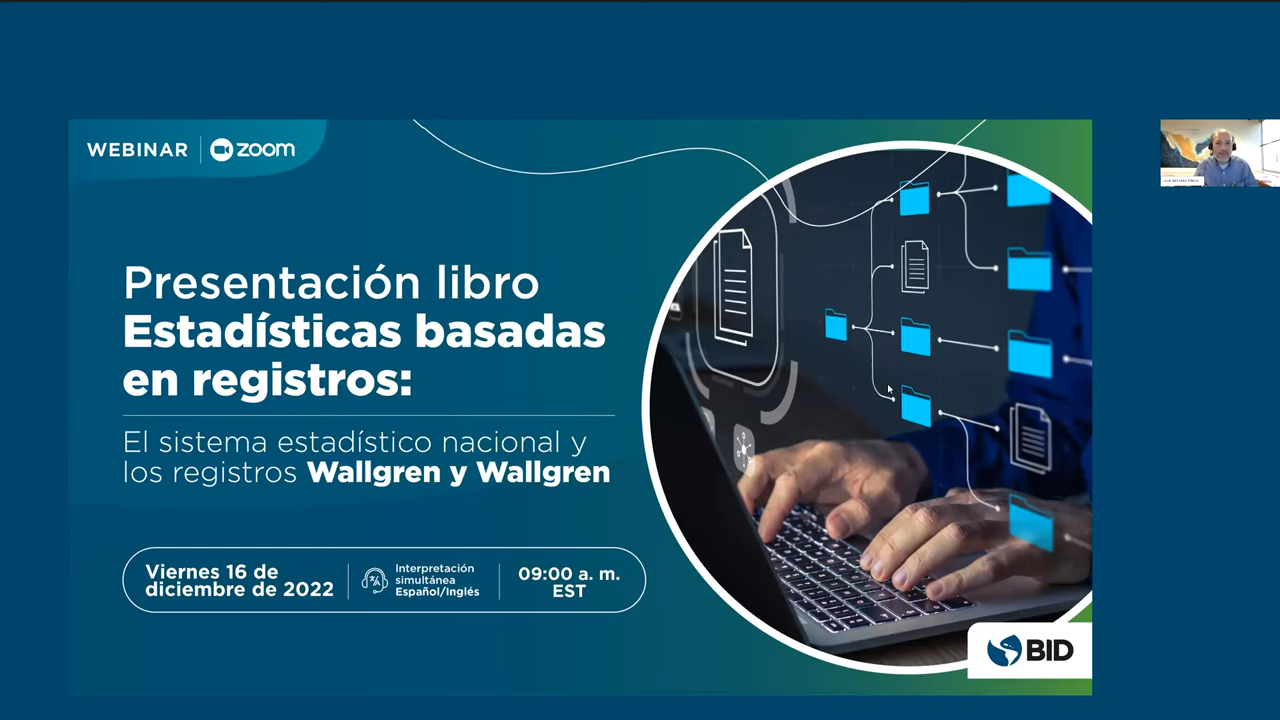 WEBINAR
zoom
Presentación libro
Estadísticas basadas
en registros:
El sistema estadístico nacional y
los registros Wallgren y Wallgren
Viernes 16 de
diciembre de 2022
Interpretación
simultánea
Español/Inglés
09:00 a. m.
EST
BID